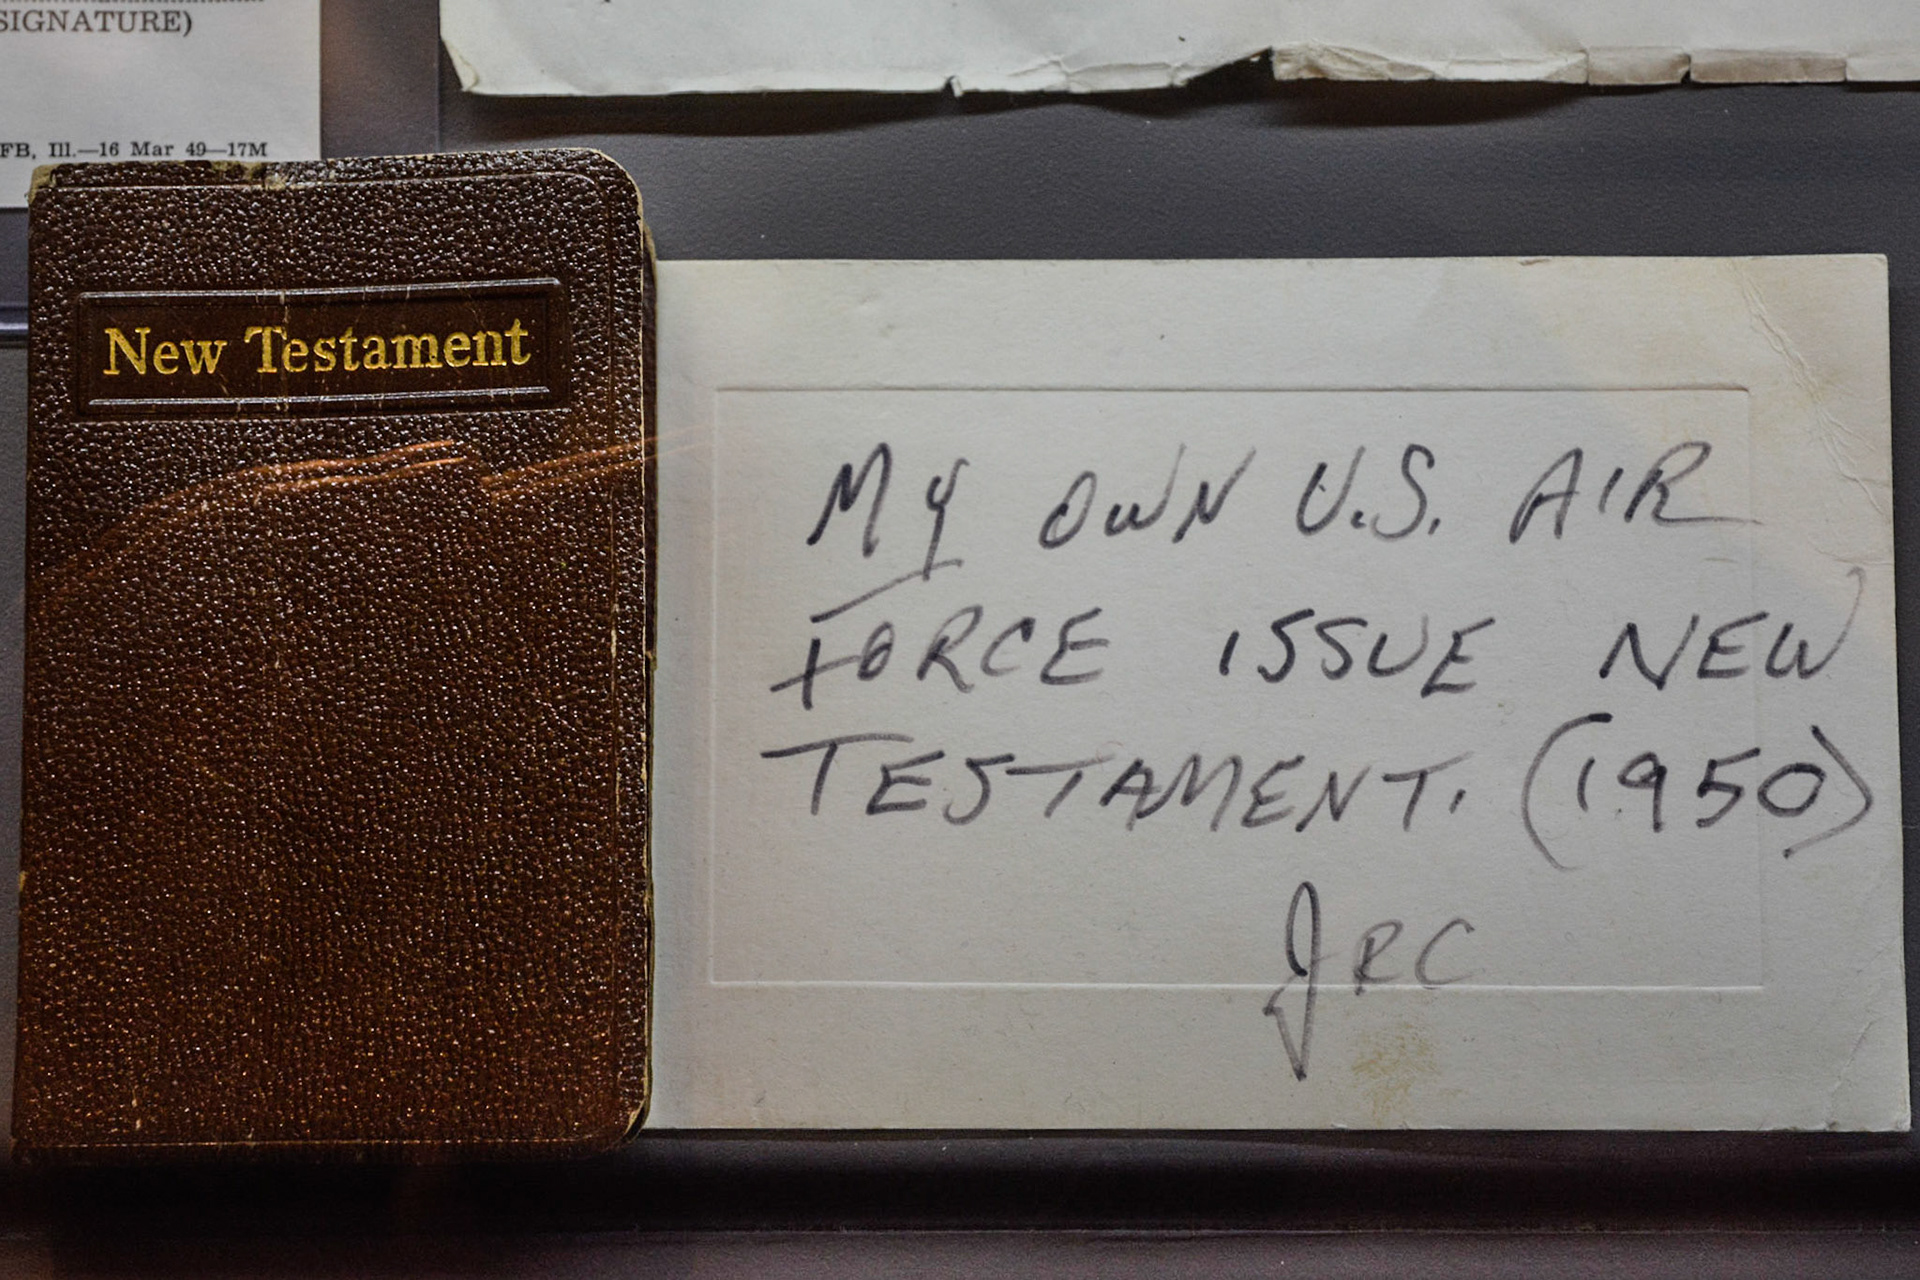 SIGNATURE)
FB, Ill.—16 Mar 49—17M
New Testament
MY OWN U.S. AIR
FORCE ISSUE NEW
TESTAMENT. (1950)
JRC